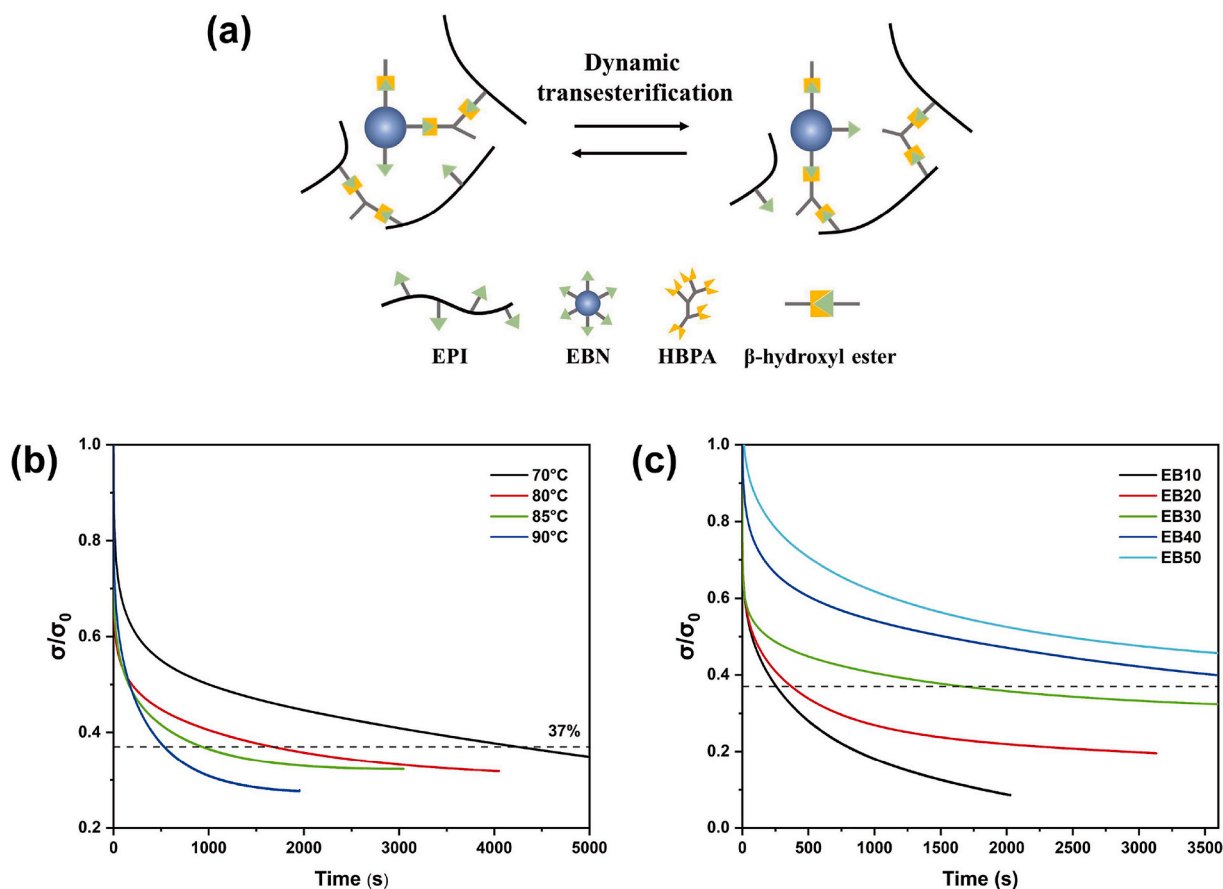 (a)
Dynamic
transesterification
EPI
EBN
HBPA
β-hydroxyl ester
(b)
1.0
0.8
0.6
0.4
0.2
σ/σ0
70°C
80°C
85°C
90°C
37%
0
1000
2000
3000
4000
5000
Time (s)
(c)
1.0
0.8
0.6
0.4
0.2
0.0
σ/σ0
EB10
EB20
EB30
EB40
EB50
0
500
1000
1500
2000
2500
3000
3500
Time (s)